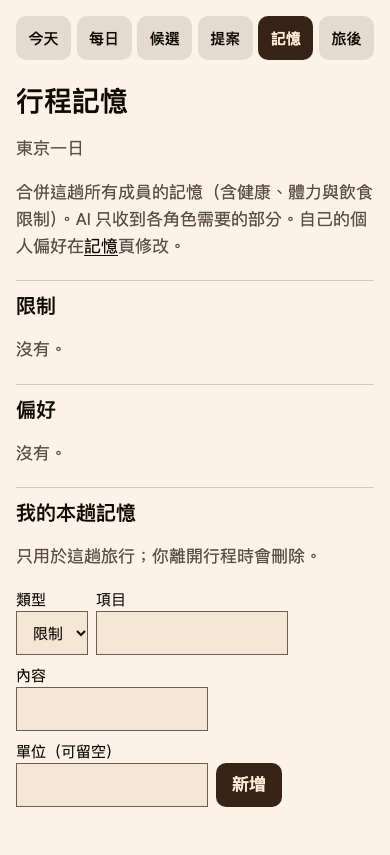 今天 每日 候選 提案 記憶 旅後
行程記憶
東京一日
合併這趟所有成員的記憶（含健康、體力與飲食
限制）。AI 只收到各角色需要的部分。自己的個
人偏好在記憶頁修改。
限制
沒有。
偏好
沒有。
我的本趟記憶
只用於這趟旅行；你離開行程時會刪除。
類型 項目
限制
內容
單位（可留空）
新增